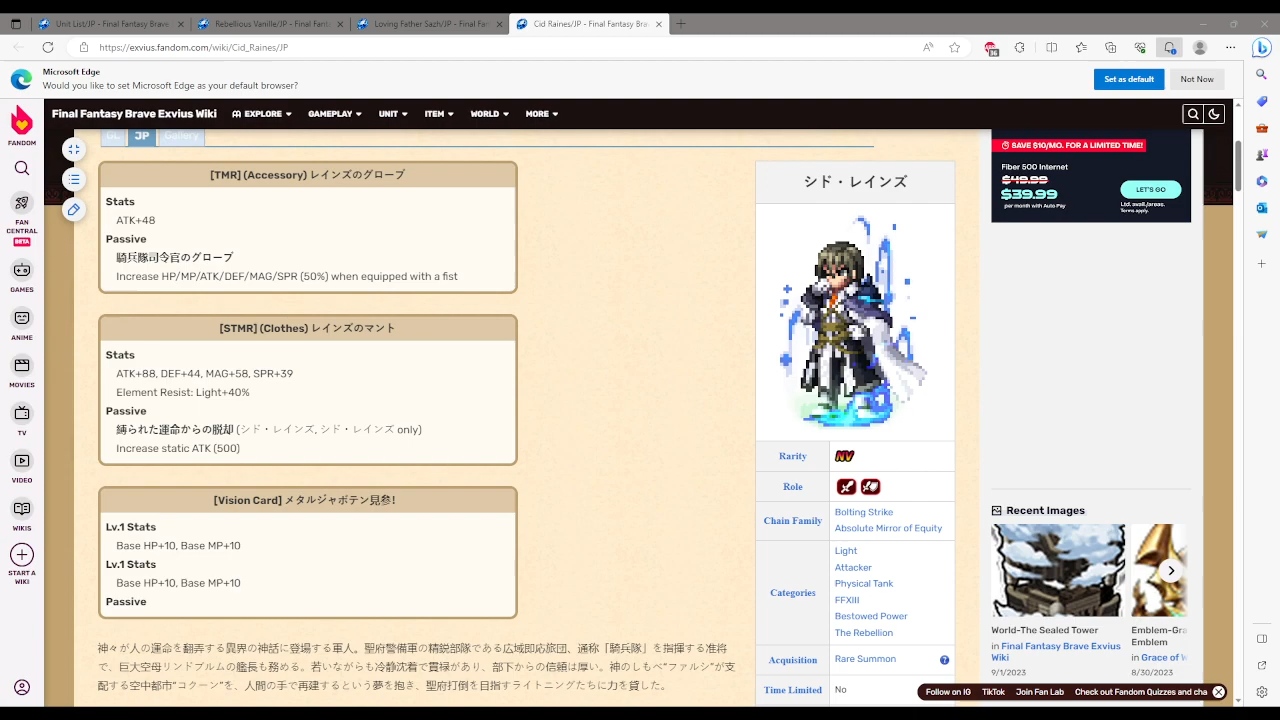 Unit List/JP - Final Fantasy Brave
Rebellious Vanille/JP - Final Fant
Loving Father Sazh/JP - Final Fant
Cid Raines/JP - Final Fantasy Brav
https://exvius.fandom.com/wiki/Cid_Raines/JP
Microsoft Edge
Would you like to set Microsoft Edge as your default browser?
Set as default
Not Now
Final Fantasy Brave Exvius Wiki
EXPLORE
GAMEPLAY
UNIT
ITEM
WORLD
MORE
FANDOM
FAN CENTRAL
BETA
GAMES
ANIME
MOVIES
TV
VIDEO
WIKIS
START A WIKI
GL
JP
Gallery
[TMR] (Accessory) レインズのグローブ
Stats
ATK+48
Passive
騎兵隊司令官のグローブ
Increase HP/MP/ATK/DEF/MAG/SPR (50%) when equipped with a fist
[STMR] (Clothes) レインズのマント
Stats
ATK+88, DEF+44, MAG+58, SPR+39
Element Resist: Light+40%
Passive
縛られた運命からの脱却 (シド・レインズ, シド・レインズ only)
Increase static ATK (500)
[Vision Card] メタルジャボテン見参!
Lv.1 Stats
Base HP+10, Base MP+10
Lv.1 Stats
Base HP+10, Base MP+10
Passive
神々が人の運命を翻弄する異界の神話に登場する軍人。聖府警備軍の精鋭部隊である広域即応旅団、通称「騎兵隊」を指揮する准将
で、巨大空母リンドブルムの艦長も務める。若いながらも冷静沈着で貫禄があり、部下からの信頼は厚い。神のしもべ"ファルシ"が支
配する空中都市"コクーン"を、人間の手で再建するという夢を抱き、聖府打倒を目指すライトニングたちに力を貸した。
シド・レインズ
Rarity
NV
Role
Chain Family
Bolting Strike
Absolute Mirror of Equity
Categories
Light
Attacker
Physical Tank
FFXIII
Bestowed Power
The Rebellion
Acquisition
Rare Summon
Time Limited
No
SAVE $10/MO. FOR A LIMITED TIME!
Fiber 500 Internet
$49.99
$39.99
per month with Auto Pay
LET'S GO
Ltd. avail./areas.
Terms apply.
Recent Images
World-The Sealed Tower
in Final Fantasy Brave Exvius
Wiki
9/1/2023
Emblem-Gra
Emblem
in Grace of W
8/30/2023
Follow on IG
TikTok
Join Fan Lab
Check out Fandom Quizzes and cha